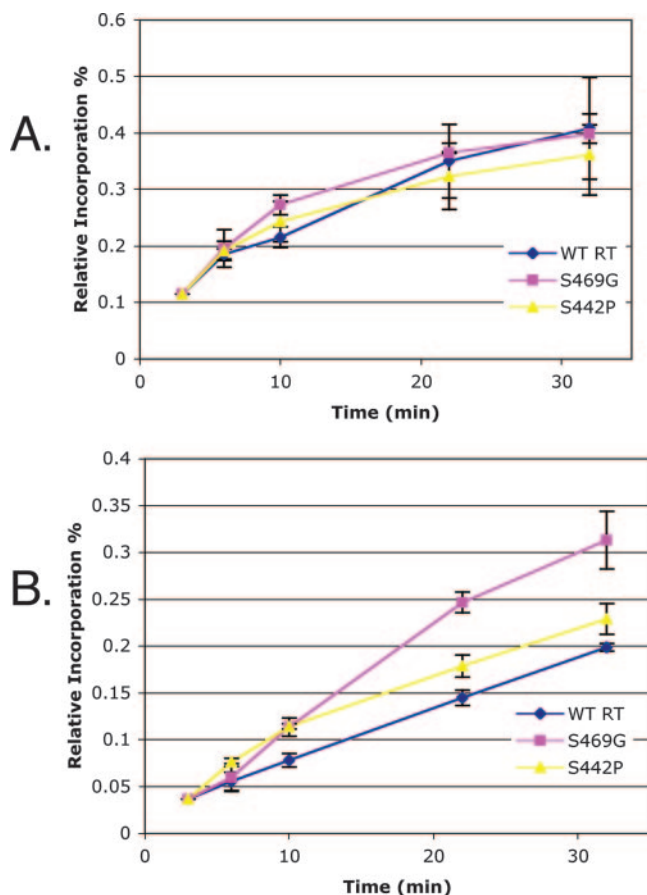 A.
Relative Incorporation %
0.6
0.5
0.4
0.3
0.2
0.1
0
0 10 20 30
Time (min)
WT RT
S469G
S442P
B.
Relative Incorporation %
0.4
0.35
0.3
0.25
0.2
0.15
0.1
0.05
0
0 10 20 30
Time (min)
WT RT
S469G
S442P